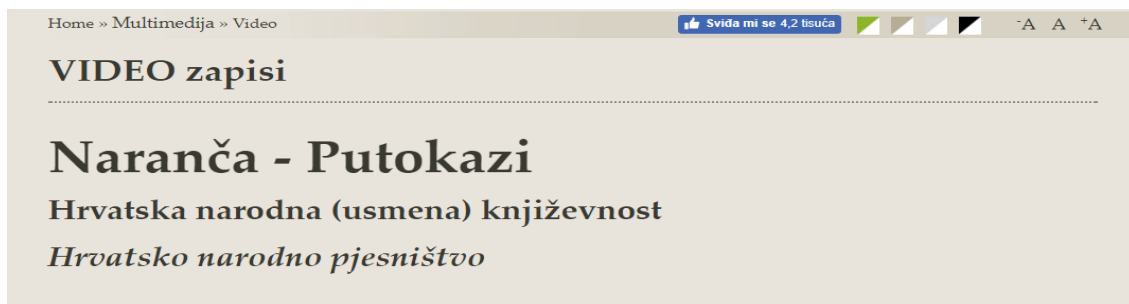 Home » Multimedija » Video Sviđa mi se 4,2 tisuća -A A +A
VIDEO zapisi
Naranča - Putokazi
Hrvatska narodna (usmena) književnost
Hrvatsko narodno pjesništvo